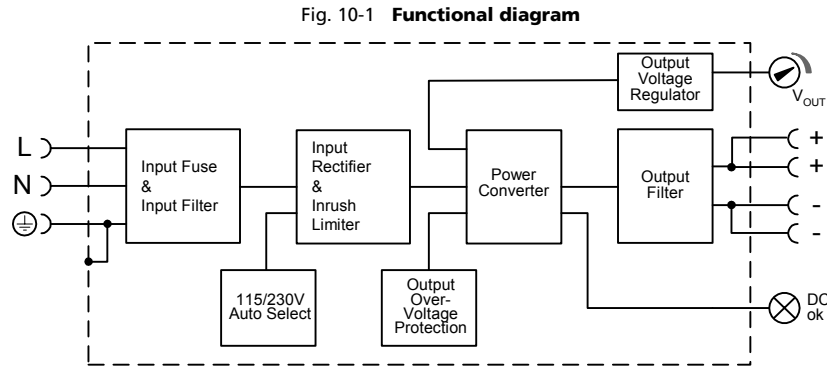 Fig. 10-1 Functional diagram
Output
Voltage
Regulator
V OUT
L
N
Input Fuse
&
Input Filter
Input
Rectifier
&
Inrush
Limiter
Power
Converter
Output
Filter
+
+
-
-
115/230V
Auto Select
Output
Over-
Voltage
Protection
DC
ok